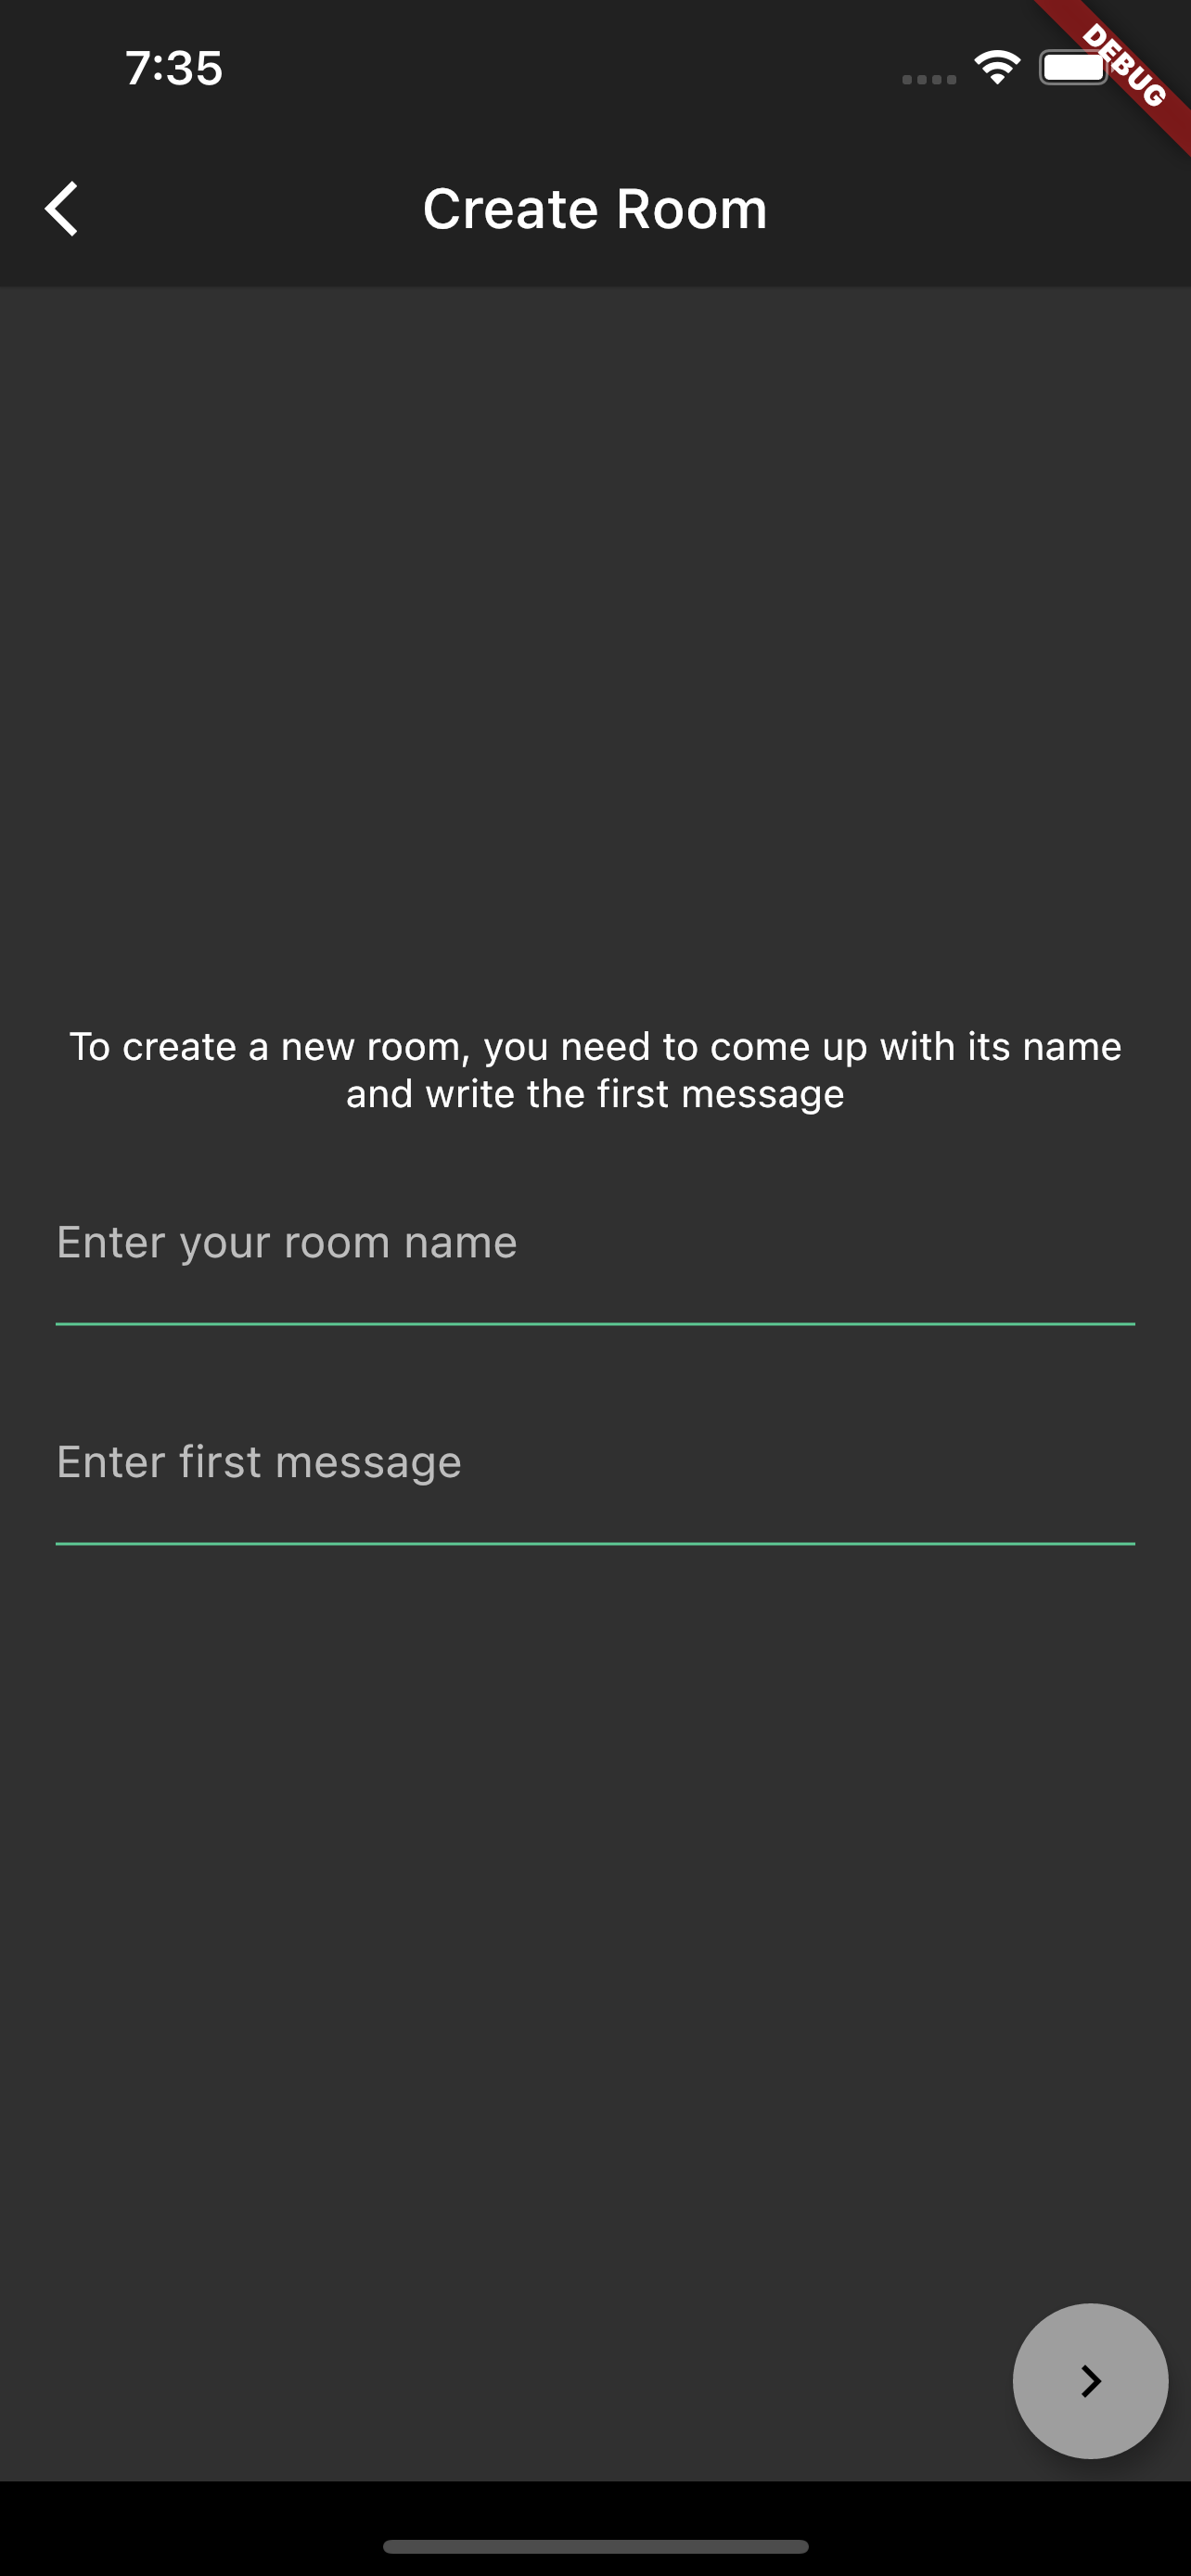 7:35
DEBUG
Create Room
To create a new room, you need to come up with its name
and write the first message
Enter your room name
Enter first message